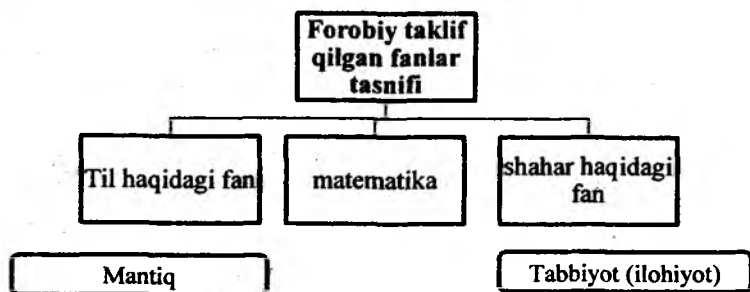 Forobiy taklif
qilgan fanlar
tasnifi
Til haqidagi fan
matematika
shahar haqidagi
fan
Mantiq
Tabbiyot (ilohiyot)